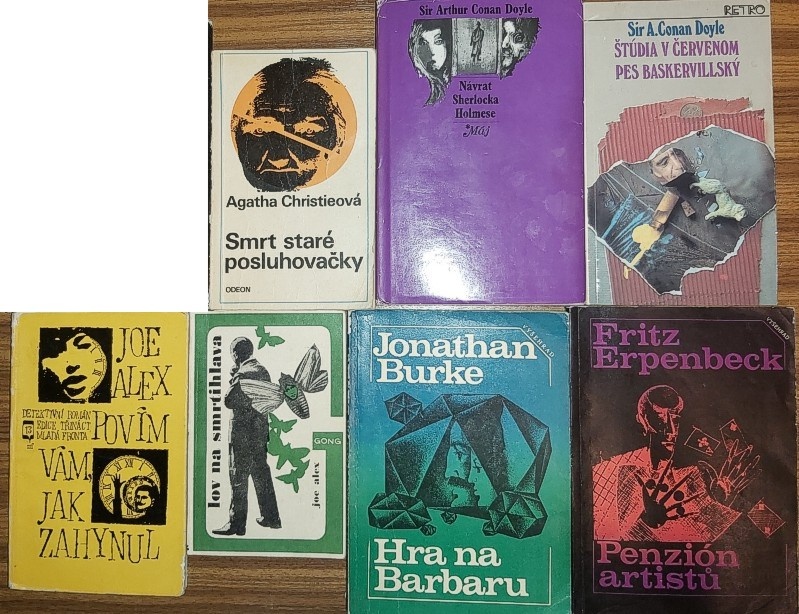 Agatha Christieová
Smrt staré
posluhovačky
ODEON
Sir Arthur Conan Doyle
Návrat
Sherlocka
Holmese
Máj
RETRO
Sir A.Conan Doyle
ŠTÚDIA V ČERVENOM
PES BASKERVILLSKÝ
JOE
ALEX
DETEKTIVNÍ ROMÁN
EDICE TŘINÁCT
MLADÁ FRONTA
13
POVÍM
VÁM,
JAK
ZAHYNUL
lov na smrtihlava
GONG
joe alex
Jonathan
Burke
VYŠEHRAD
Hra na
Barbaru
Fritz
Erpenbeck
VYŠEHRAD
Penzión
artistů